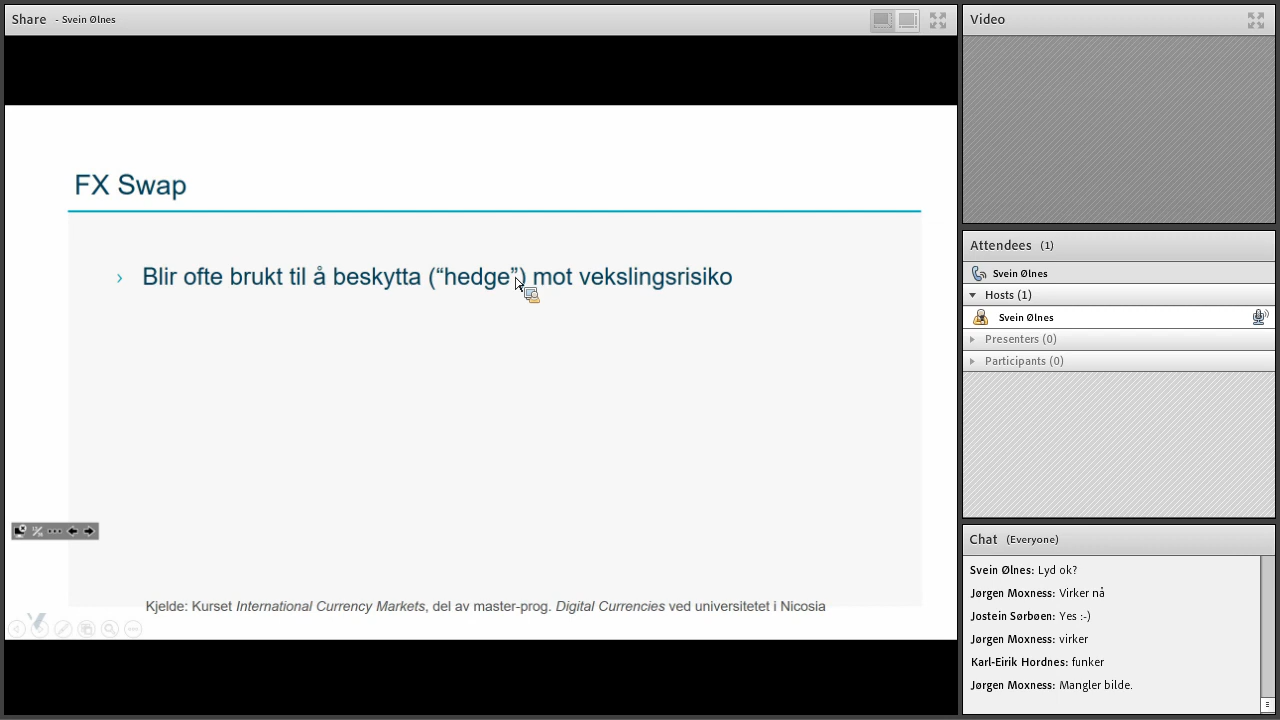 Share - Svein Ølnes
FX Swap
› Blir ofte brukt til å beskytta (“hedge”) mot vekslingsrisiko
Kjelde: Kurset International Currency Markets, del av master-prog. Digital Currencies ved universitetet i Nicosia
Video
Attendees (1)
Svein Ølnes
Hosts (1)
Svein Ølnes
Presenters (0)
Participants (0)
Chat (Everyone)
Svein Ølnes: Lyd ok?
Jørgen Moxness: Virker nå
Jostein Sørbøen: Yes :-)
Jørgen Moxness: virker
Karl-Eirik Hordnes: funker
Jørgen Moxness: Mangler bilde.